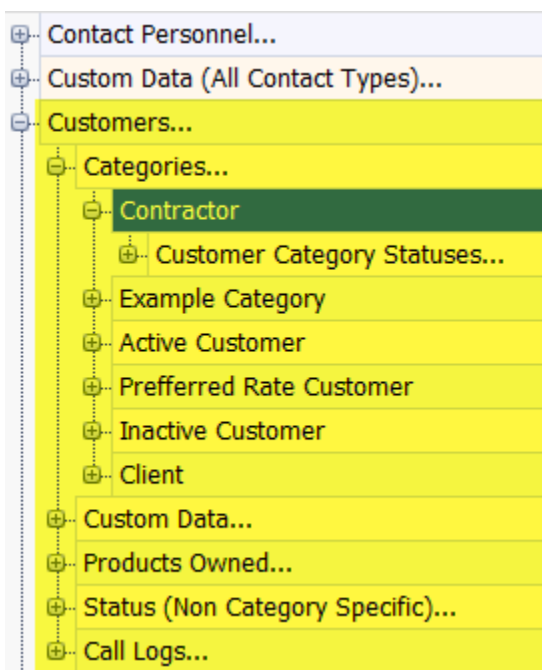 Contact Personnel...
Custom Data (All Contact Types)...
Customers...
Categories...
Contractor
Customer Category Statuses...
Example Category
Active Customer
Prefferred Rate Customer
Inactive Customer
Client
Custom Data...
Products Owned...
Status (Non Category Specific)...
Call Logs...